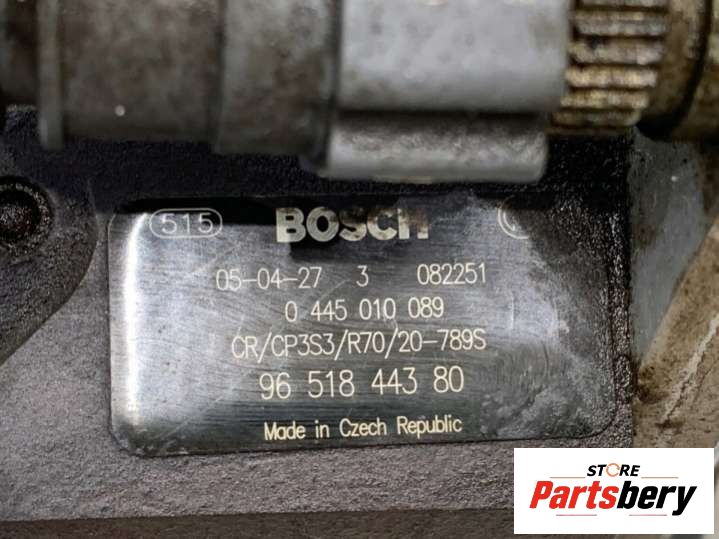 515 BOSCH
05-04-27 3 082251
0 445 010 089
CR/CP3S3/R70/20-789S
96 518 443 80
Made in Czech Republic
STORE
Partsbery